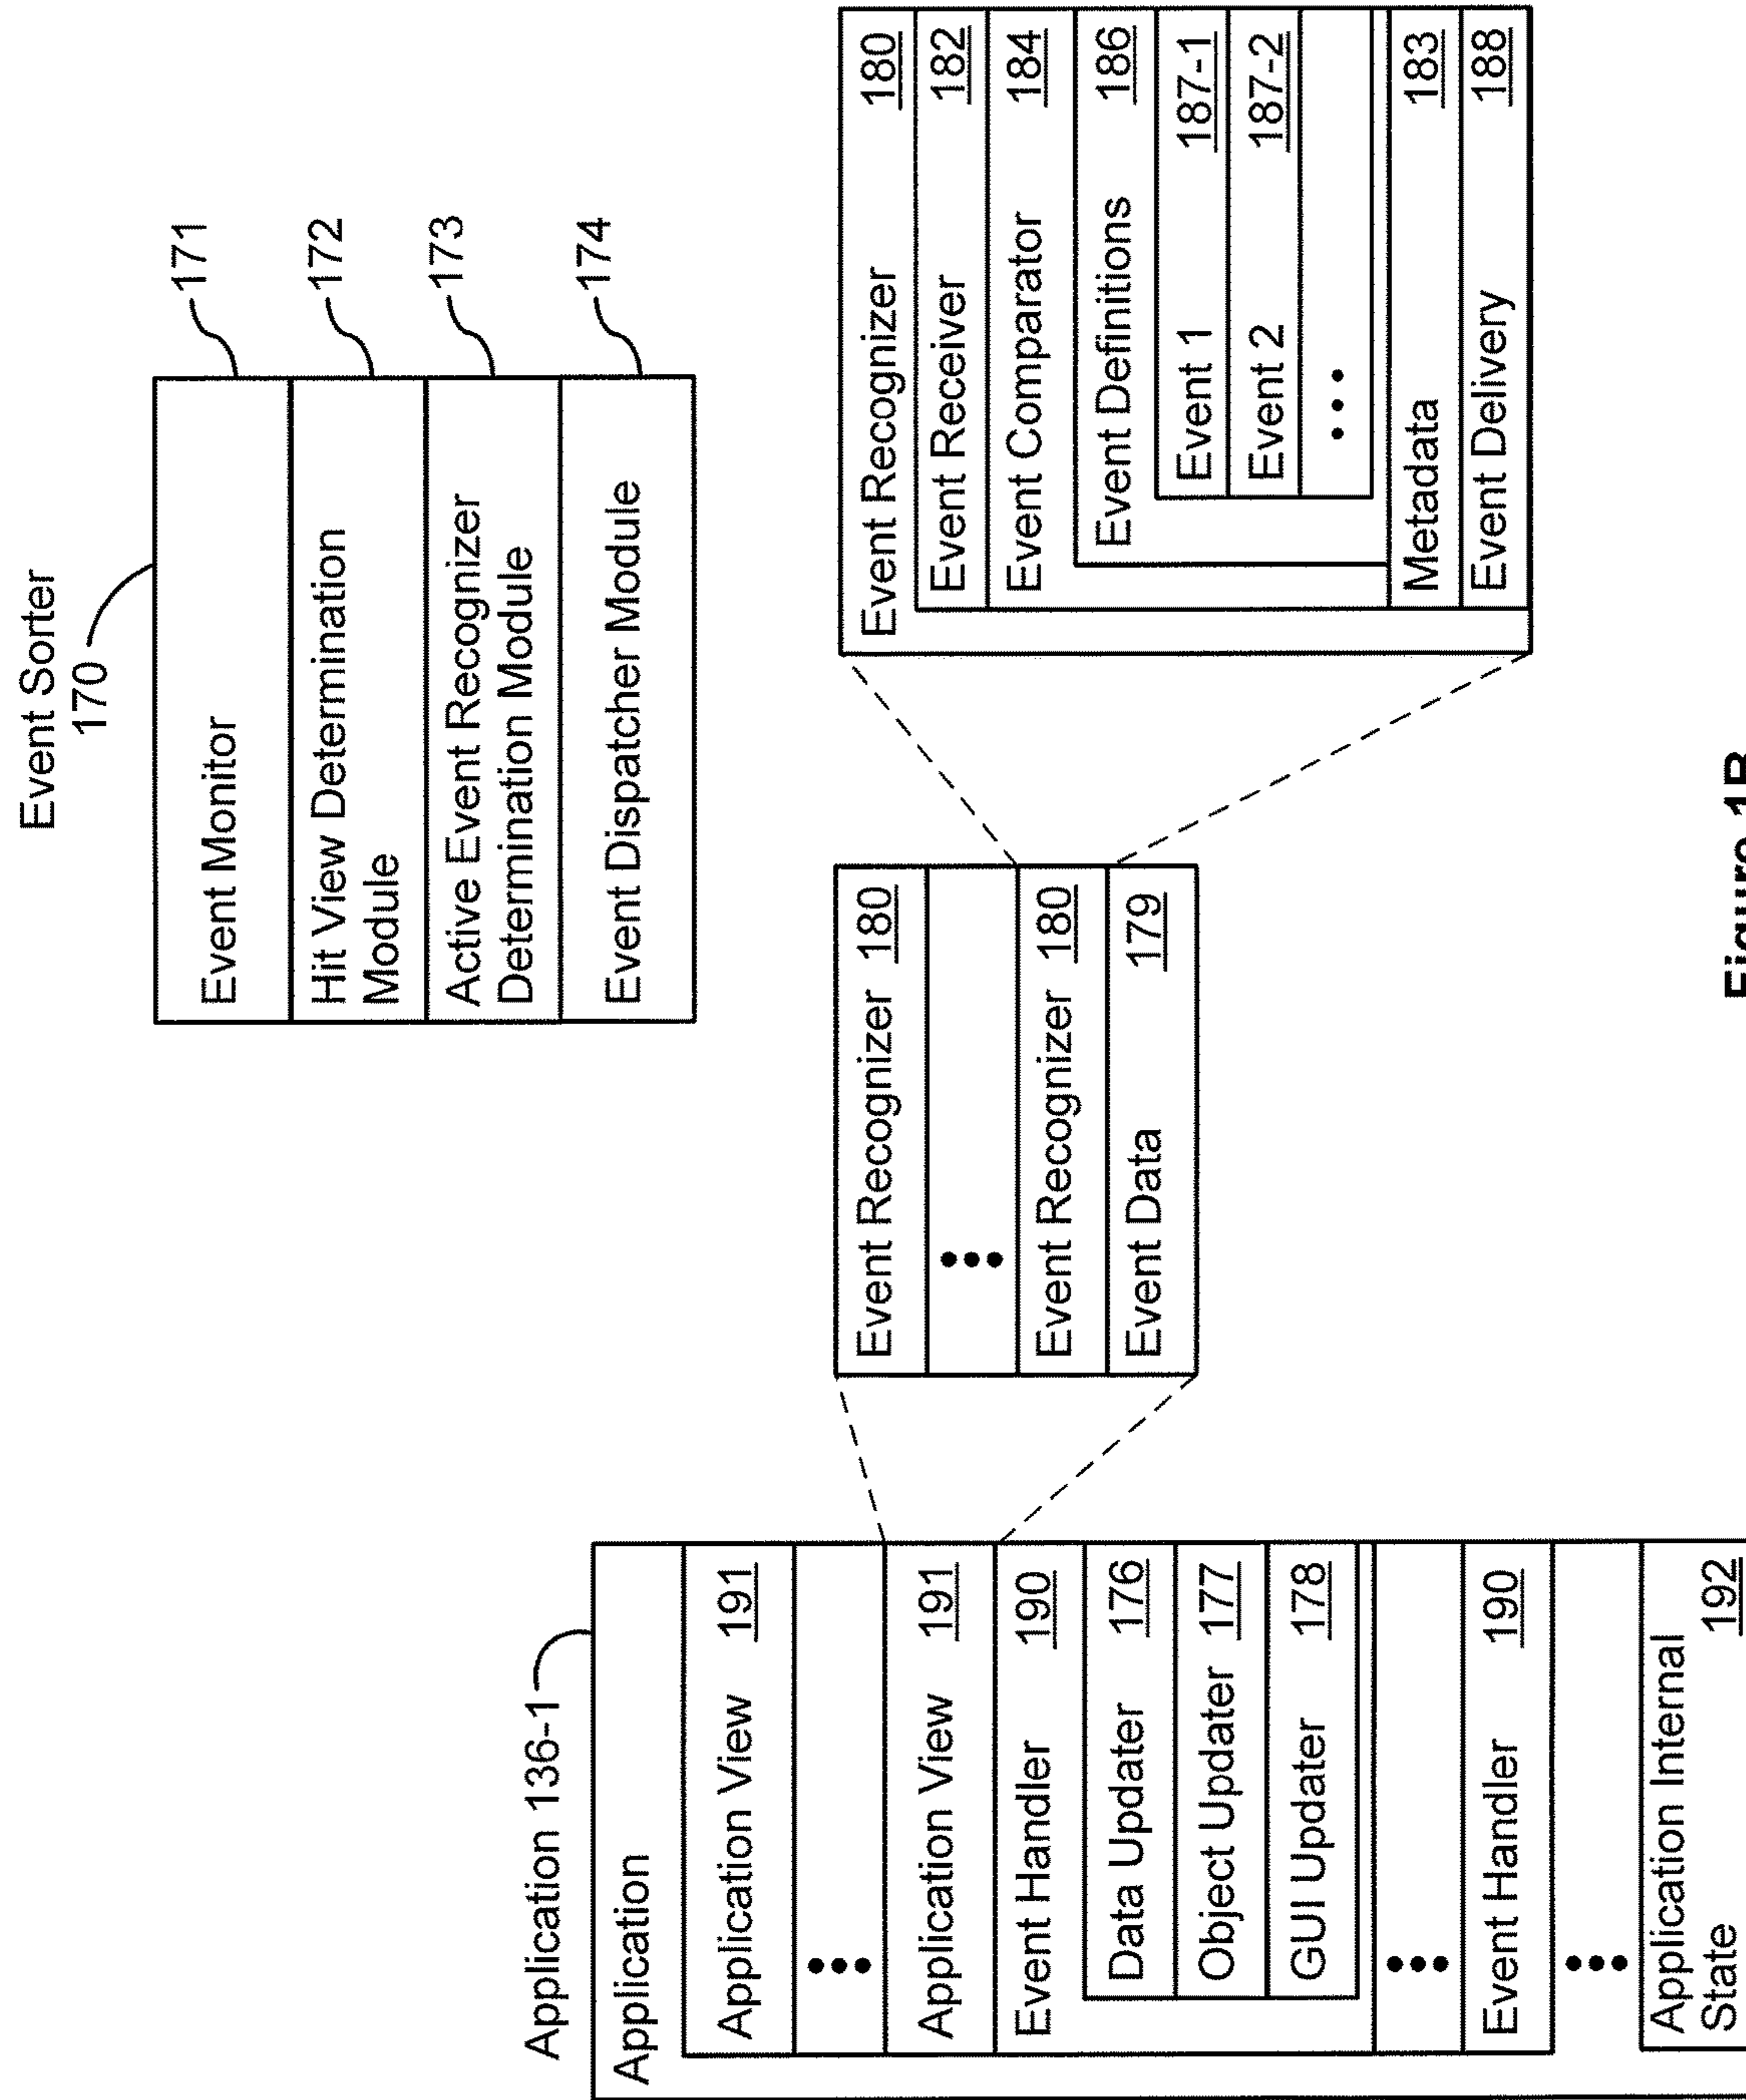 Event Sorter
170
Event Monitor
171
Hit View Determination
Module
172
Active Event Recognizer
Determination Module
173
Event Dispatcher Module
174
Application 136-1
Application
Application View 191
Application View 191
Event Handler 190
Data Updater 176
Object Updater 177
GUI Updater 178
Event Handler 190
Application Internal
State 192
Event Recognizer 180
Event Recognizer 180
Event Data 179
Event Recognizer 180
Event Receiver 182
Event Comparator 184
Event Definitions 186
Event 1 187-1
Event 2 187-2
Metadata 183
Event Delivery 188
Figure 1B